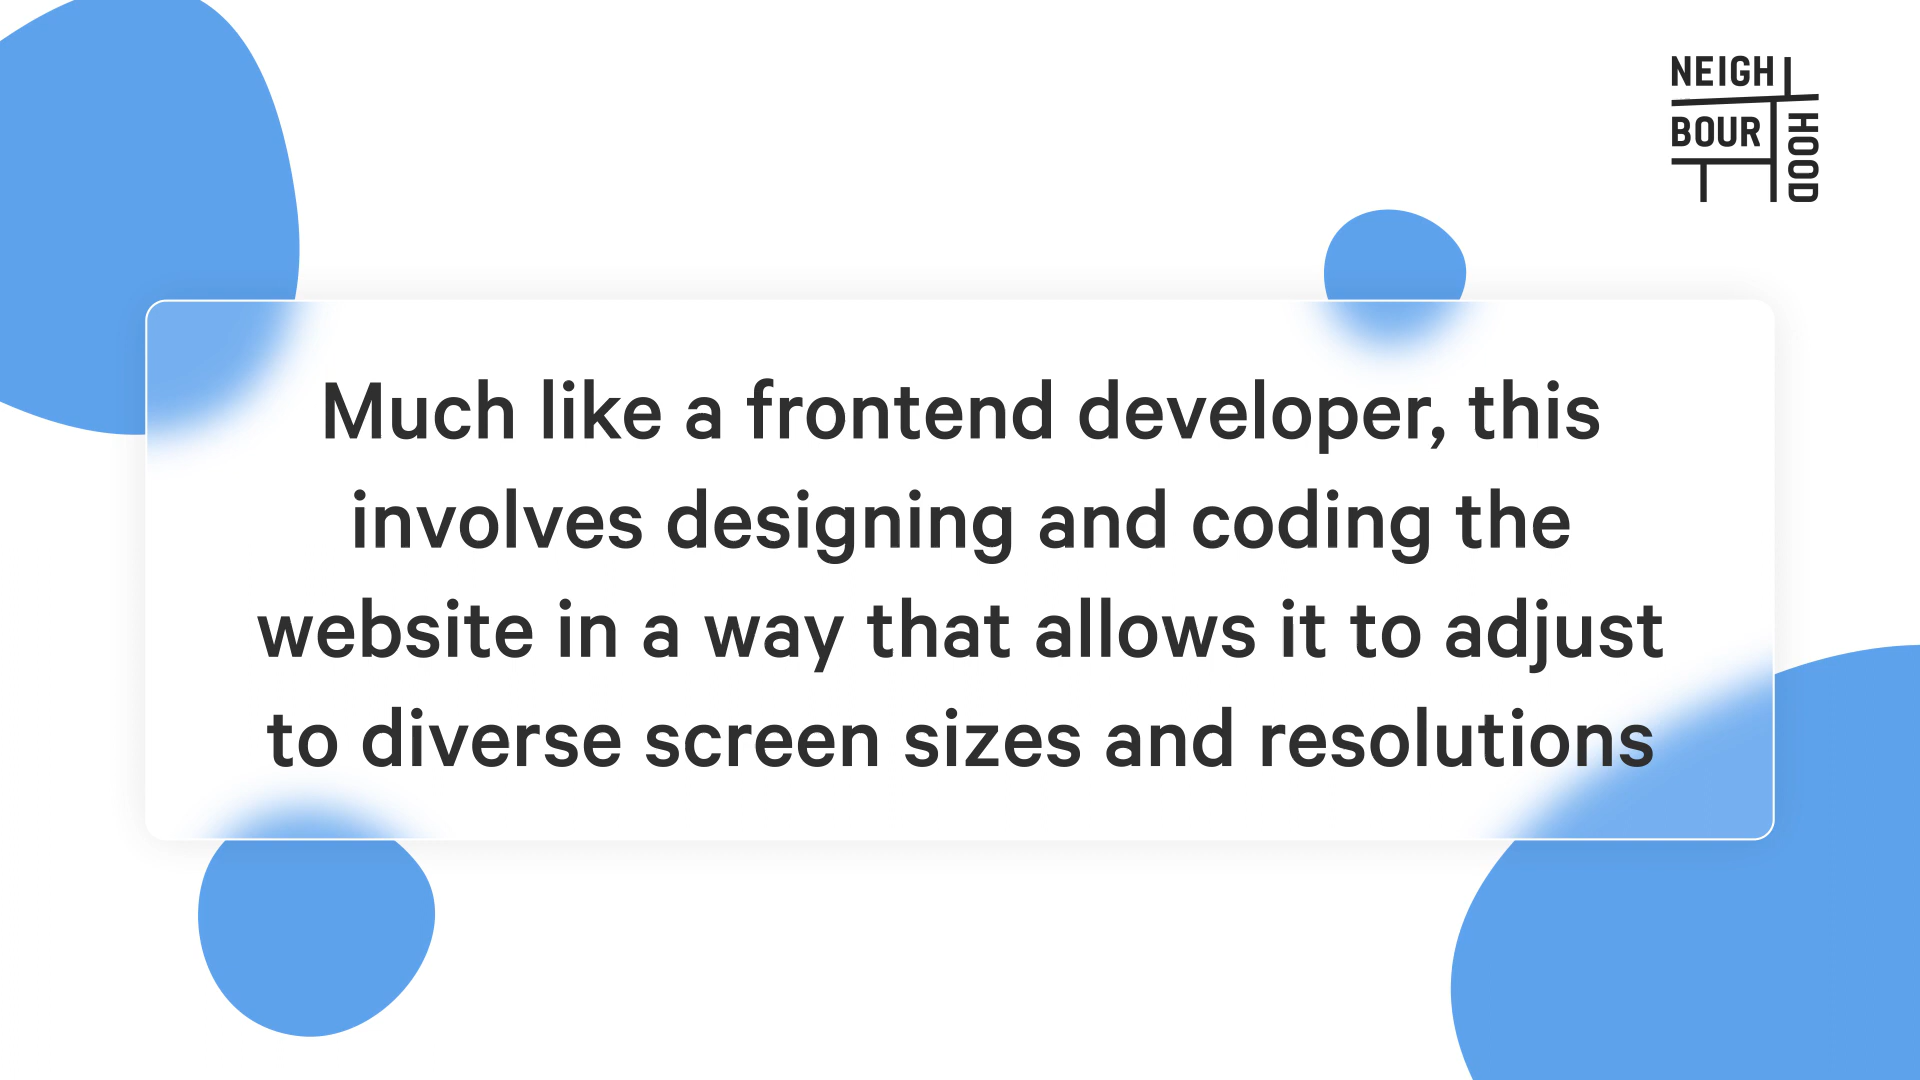 NEIGH
BOUR
HOOD
Much like a frontend developer, this
involves designing and coding the
website in a way that allows it to adjust
to diverse screen sizes and resolutions